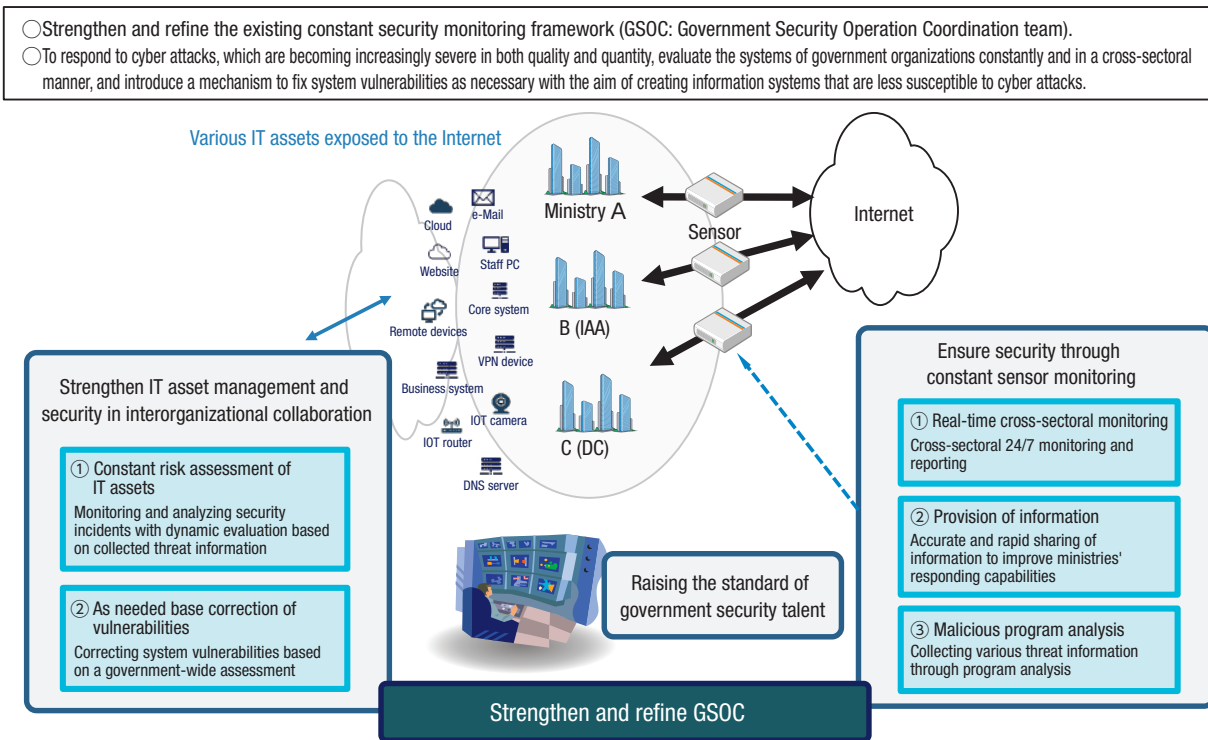 ○Strengthen and refine the existing constant security monitoring framework (GSOC: Government Security Operation Coordination team).
○To respond to cyber attacks, which are becoming increasingly severe in both quality and quantity, evaluate the systems of government organizations constantly and in a cross-sectoral
manner, and introduce a mechanism to fix system vulnerabilities as necessary with the aim of creating information systems that are less susceptible to cyber attacks.
Various IT assets exposed to the Internet
Cloud
e-Mail
Website
Staff PC
Core system
Remote devices
VPN device
Business system
IOT camera
IOT router
DNS server
Ministry A
B (IAA)
C (DC)
Sensor
Internet
Strengthen IT asset management and
security in interorganizational collaboration
① Constant risk assessment of
IT assets
Monitoring and analyzing security
incidents with dynamic evaluation based
on collected threat information
② As needed base correction of
vulnerabilities
Correcting system vulnerabilities based
on a government-wide assessment
Raising the standard of
government security talent
Ensure security through
constant sensor monitoring
① Real-time cross-sectoral monitoring
Cross-sectoral 24/7 monitoring and
reporting
② Provision of information
Accurate and rapid sharing of
information to improve ministries'
responding capabilities
③ Malicious program analysis
Collecting various threat information
through program analysis
Strengthen and refine GSOC